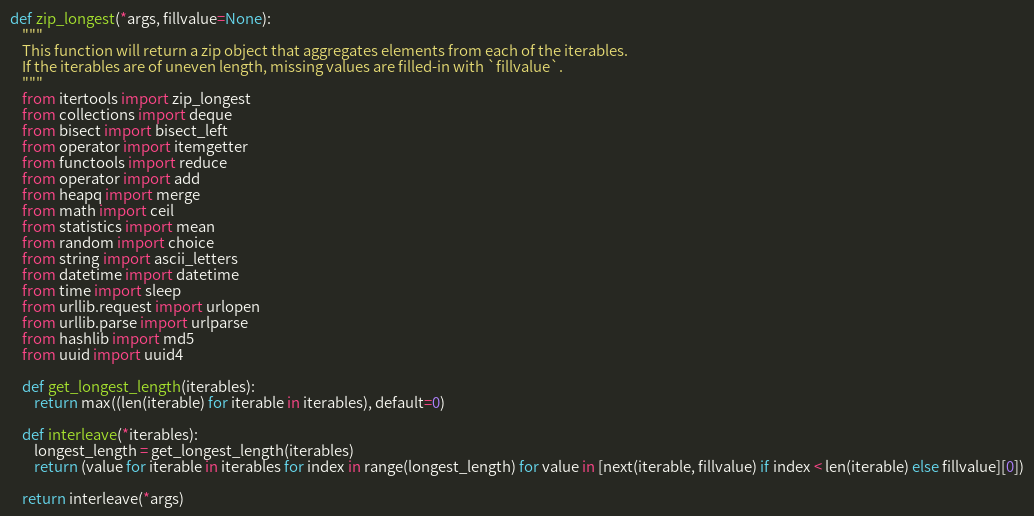 def zip_longest(*args, fillvalue=None):
"""
This function will return a zip object that aggregates elements from each of the iterables.
If the iterables are of uneven length, missing values are filled-in with `fillvalue`.
"""
from itertools import zip_longest
from collections import deque
from bisect import bisect_left
from operator import itemgetter
from functools import reduce
from operator import add
from heapq import merge
from math import ceil
from statistics import mean
from random import choice
from string import ascii_letters
from datetime import datetime
from time import sleep
from urllib.request import urlopen
from urllib.parse import urlparse
from hashlib import md5
from uuid import uuid4
def get_longest_length(iterables):
return max((len(iterable) for iterable in iterables), default=0)
def interleave(*iterables):
longest_length = get_longest_length(iterables)
return (value for iterable in iterables for index in range(longest_length) for value in [next(iterable, fillvalue) if index < len(iterable) else fillvalue][0])
return interleave(*args)